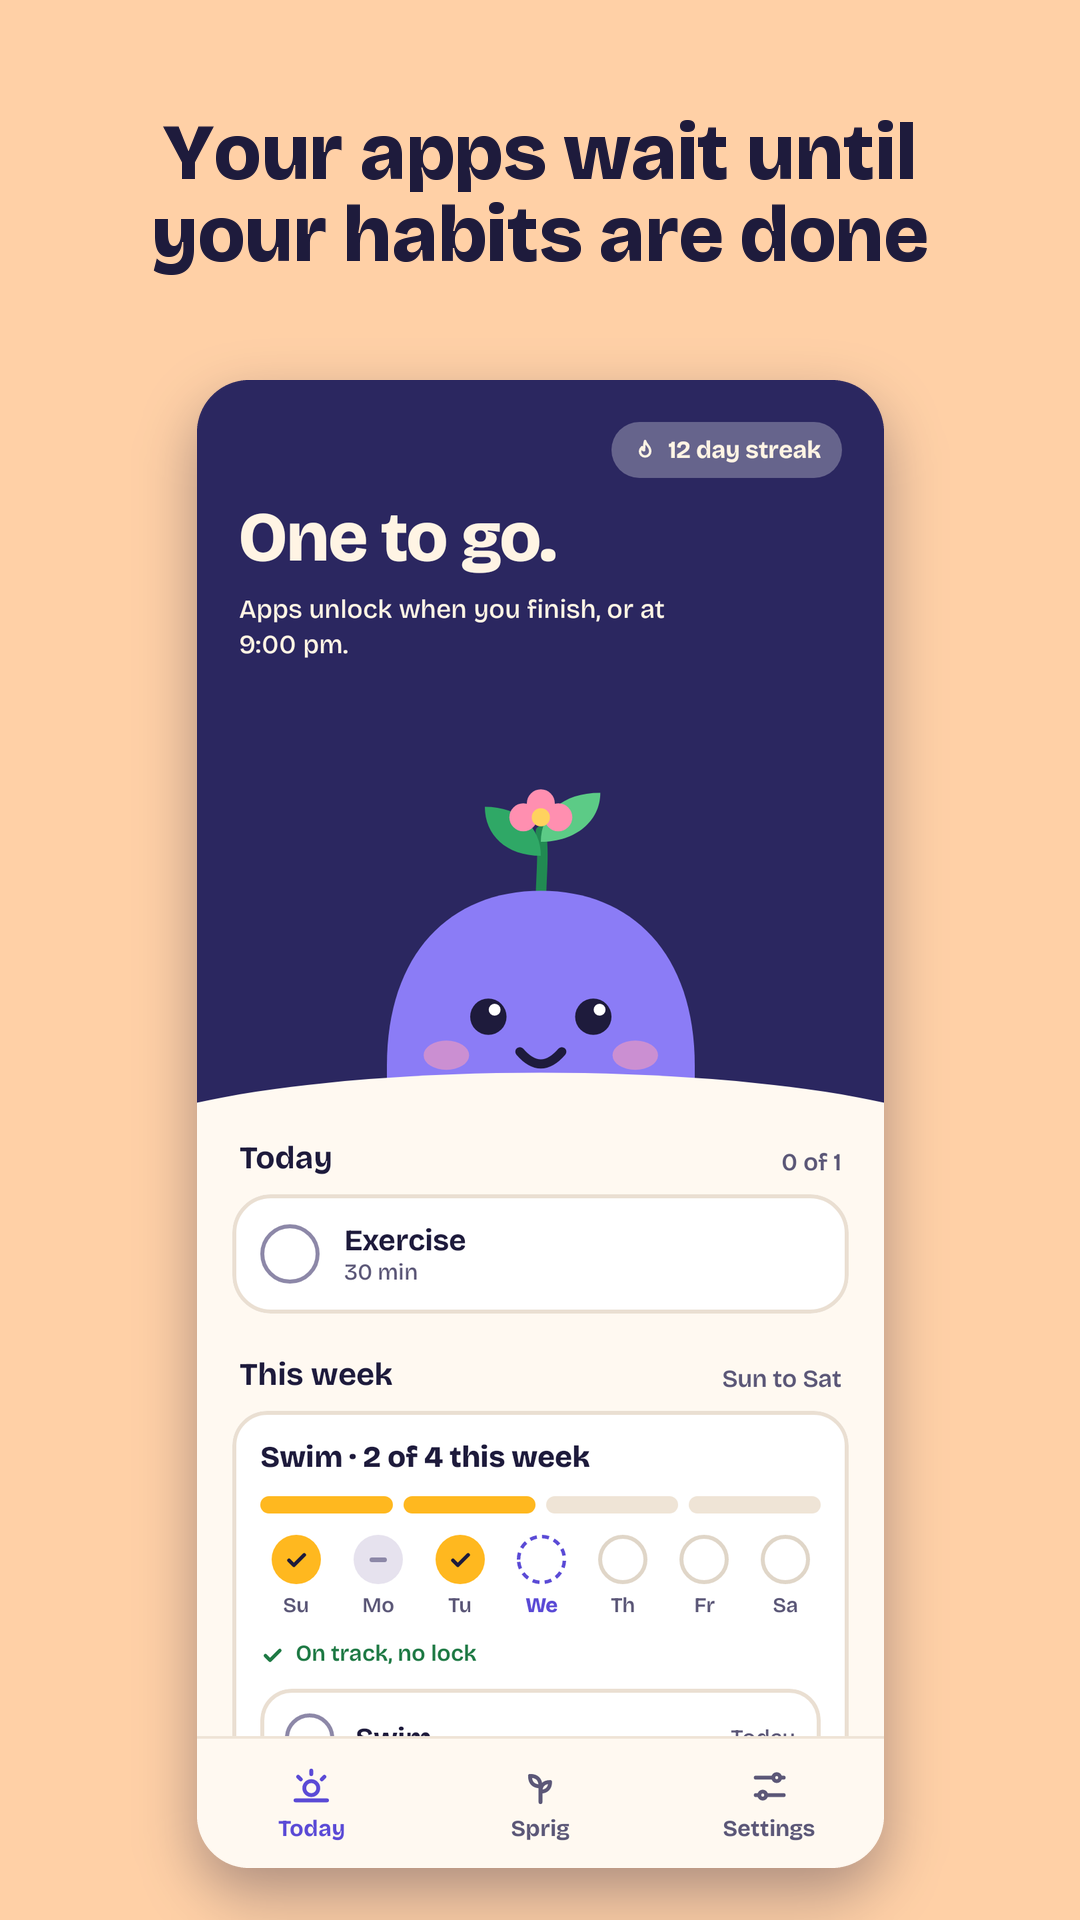 Your apps wait until
your habits are done
12 day streak
One to go.
Apps unlock when you finish, or at
9:00 pm.
Today
0 of 1
Exercise
30 min
This week
Sun to Sat
Swim · 2 of 4 this week
Su Mo Tu We Th Fr Sa
On track, no lock
Swim
Today
Today
Sprig
Settings